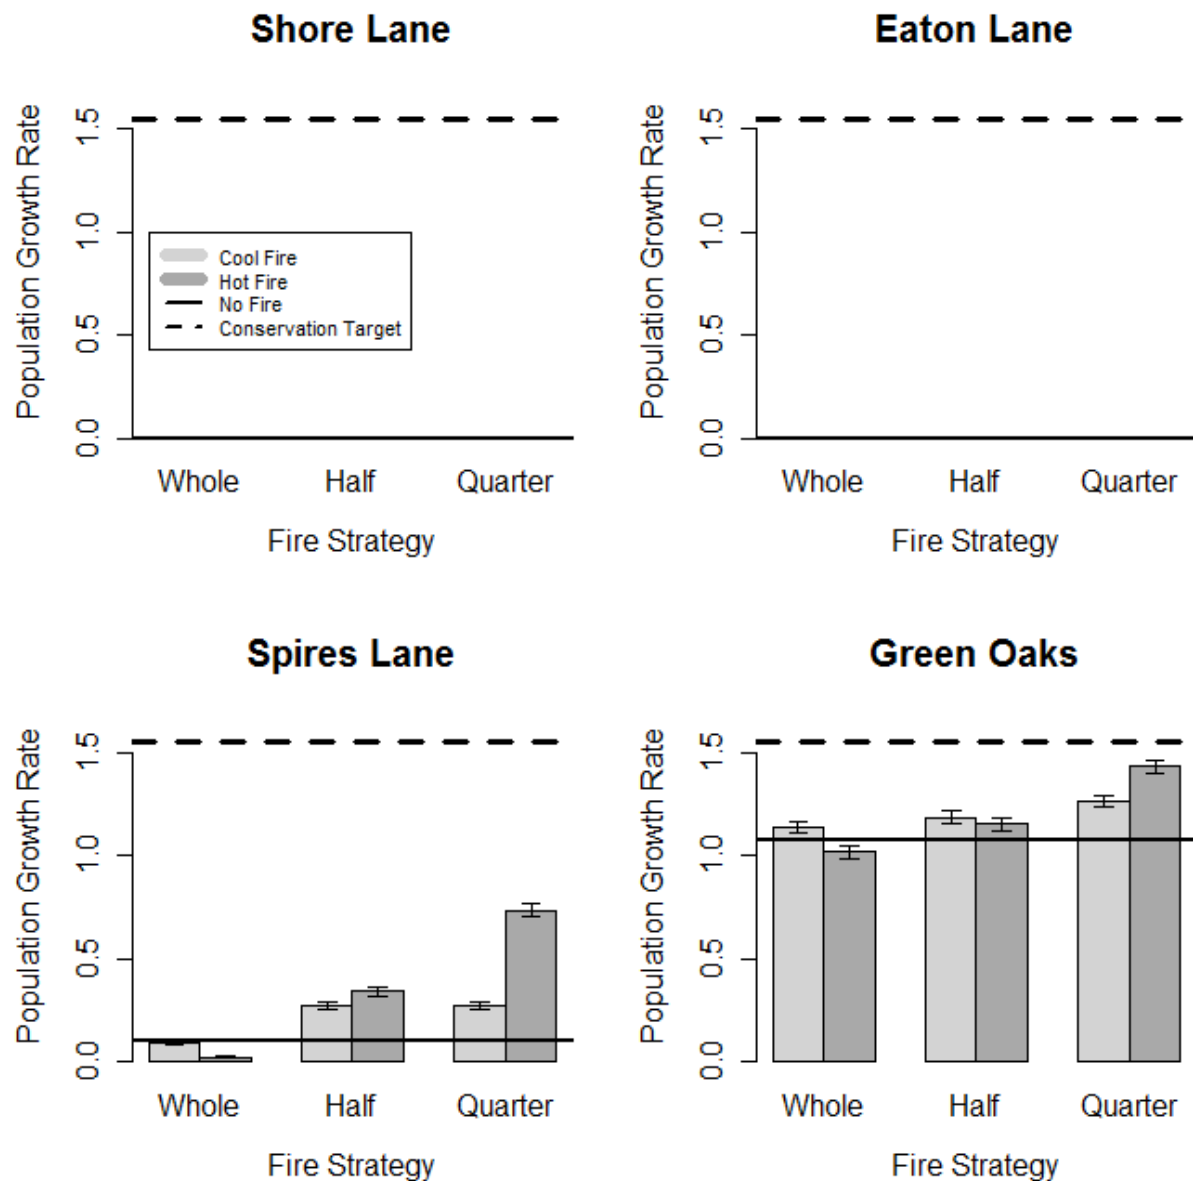 Shore Lane
Population Growth Rate
1.5
1.0
0.5
0.0
Cool Fire
Hot Fire
No Fire
Conservation Target
Whole Half Quarter
Fire Strategy
Eaton Lane
Population Growth Rate
1.5
1.0
0.5
0.0
Whole Half Quarter
Fire Strategy
Spires Lane
Population Growth Rate
1.5
1.0
0.5
0.0
Whole Half Quarter
Fire Strategy
Green Oaks
Population Growth Rate
1.5
1.0
0.5
0.0
Whole Half Quarter
Fire Strategy